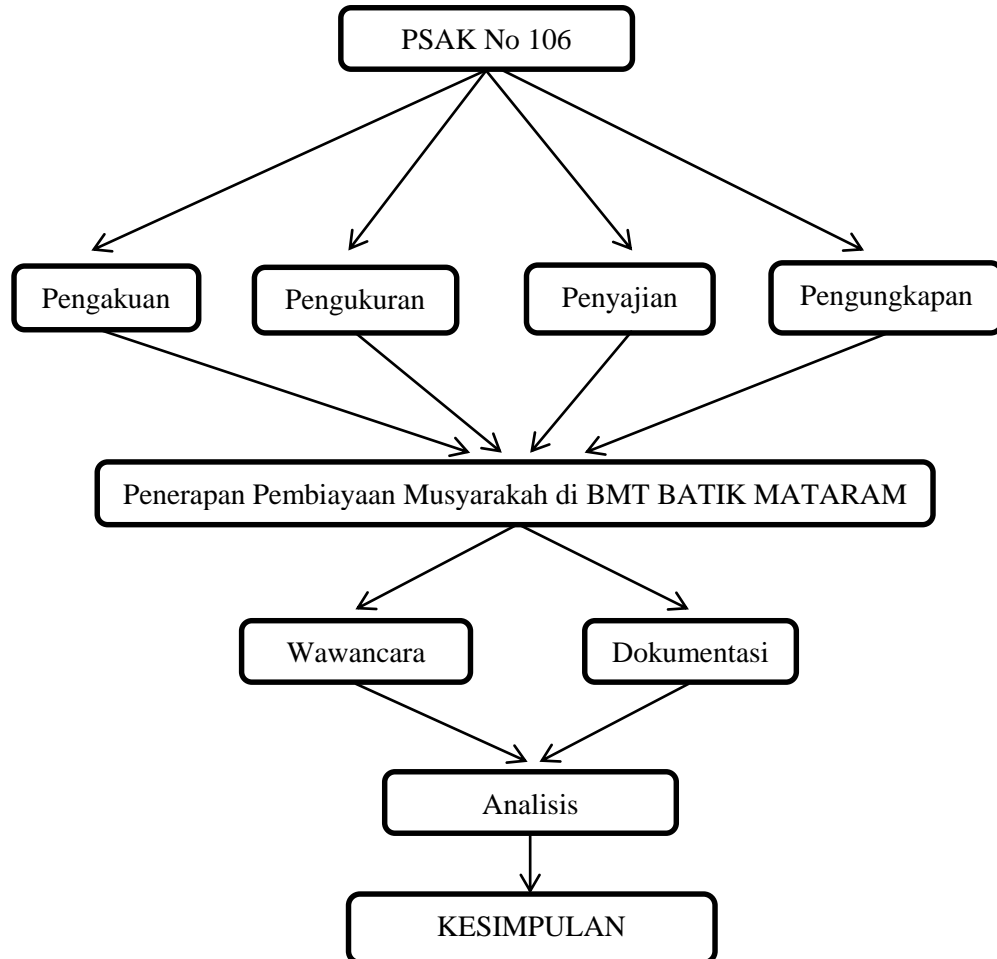 PSAK No 106
Pengakuan
Pengukuran
Penyajian
Pengungkapan
Penerapan Pembiayaan Musyarakah di BMT BATIK MATARAM
Wawancara
Dokumentasi
Analisis
KESIMPULAN